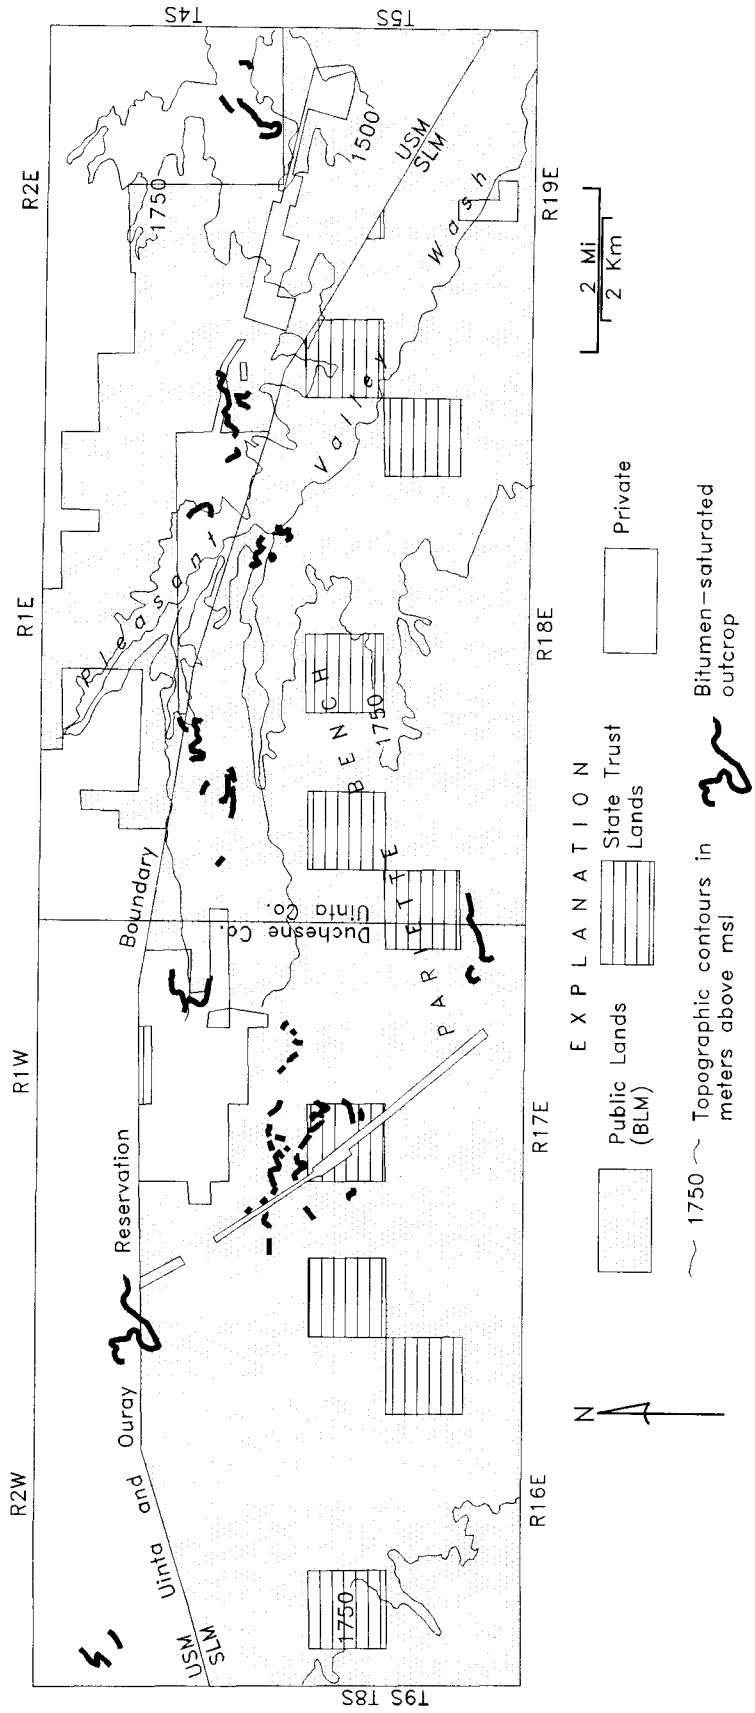 R2W
R1W
R1E
R2E
T4S
T5S
T9S T8S
Uinta and Ouray Reservation Boundary
USM
SLM
USM
SLM
1750
1750
1750
1500
Pleasant Valley Wash
PARIETTE BENCH
Duchesne Co.
Uinta Co.
R16E
R17E
R18E
R19E
N
2 Mi
2 Km
EXPLANATION
Public Lands
(BLM)
State Trust
Lands
Private
1750 Topographic contours in
meters above msl
Bitumen-saturated
outcrop